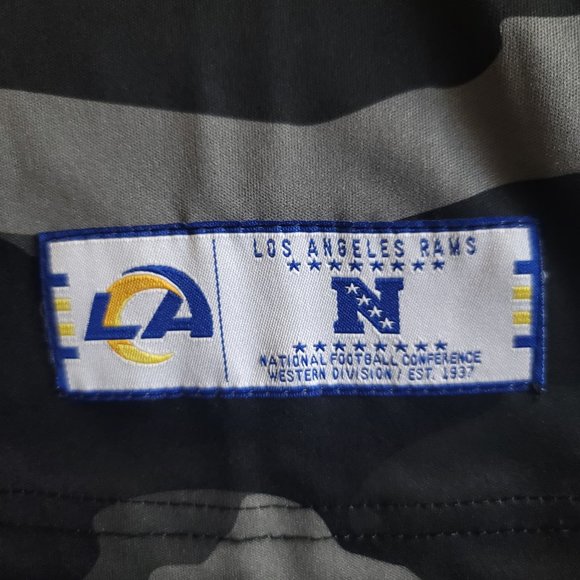 LA
LOS ANGELES RAMS
N
NATIONAL FOOTBALL CONFERENCE
WESTERN DIVISION / EST. 1937